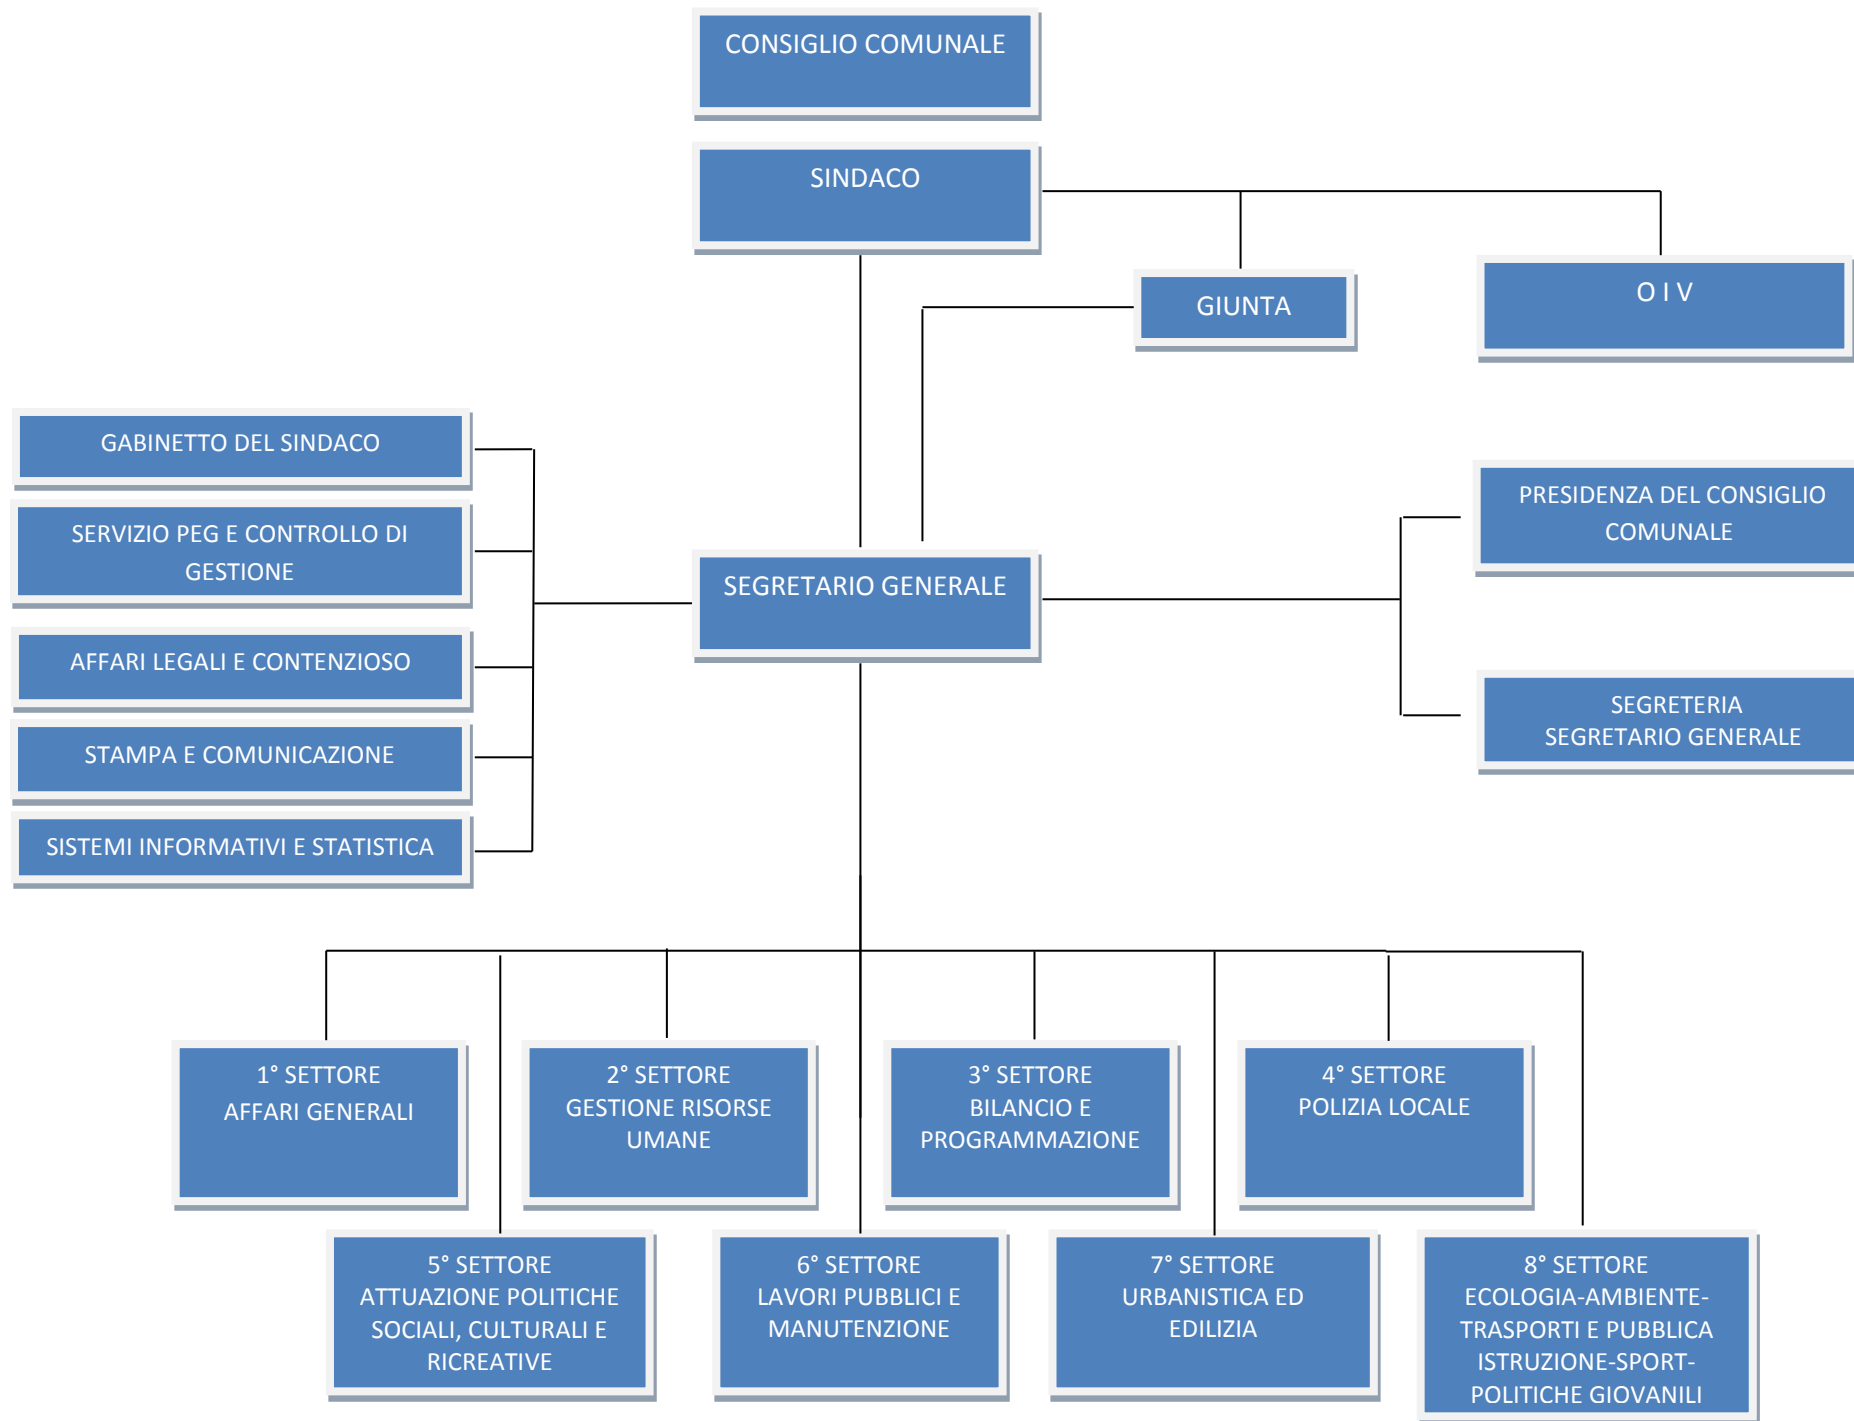 CONSIGLIO COMUNALE
SINDACO
GIUNTA
O I V
GABINETTO DEL SINDACO
SERVIZIO PEG E CONTROLLO DI
GESTIONE
AFFARI LEGALI E CONTENZIOSO
STAMPA E COMUNICAZIONE
SISTEMI INFORMATIVI E STATISTICA
SEGRETARIO GENERALE
PRESIDENZA DEL CONSIGLIO
COMUNALE
SEGRETERIA
SEGRETARIO GENERALE
1° SETTORE
AFFARI GENERALI
2° SETTORE
GESTIONE RISORSE
UMANE
3° SETTORE
BILANCIO E
PROGRAMMAZIONE
4° SETTORE
POLIZIA LOCALE
5° SETTORE
ATTUAZIONE POLITICHE
SOCIALI, CULTURALI E
RICREATIVE
6° SETTORE
LAVORI PUBBLICI E
MANUTENZIONE
7° SETTORE
URBANISTICA ED
EDILIZIA
8° SETTORE
ECOLOGIA-AMBIENTE-
TRASPORTI E PUBBLICA
ISTRUZIONE-SPORT-
POLITICHE GIOVANILI